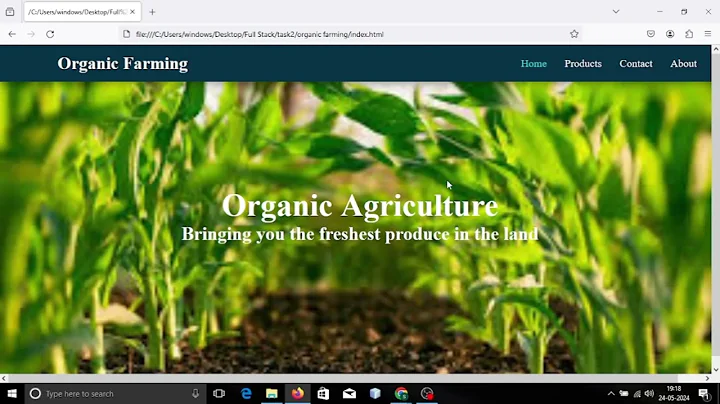 /C:/Users/windows/Desktop/Full%2
file:///C:/Users/windows/Desktop/Full Stack/task2/organic farming/index.html
Organic Farming
Home
Products
Contact
About
Organic Agriculture
Bringing you the freshest produce in the land
Type here to search
19:18
24-05-2024